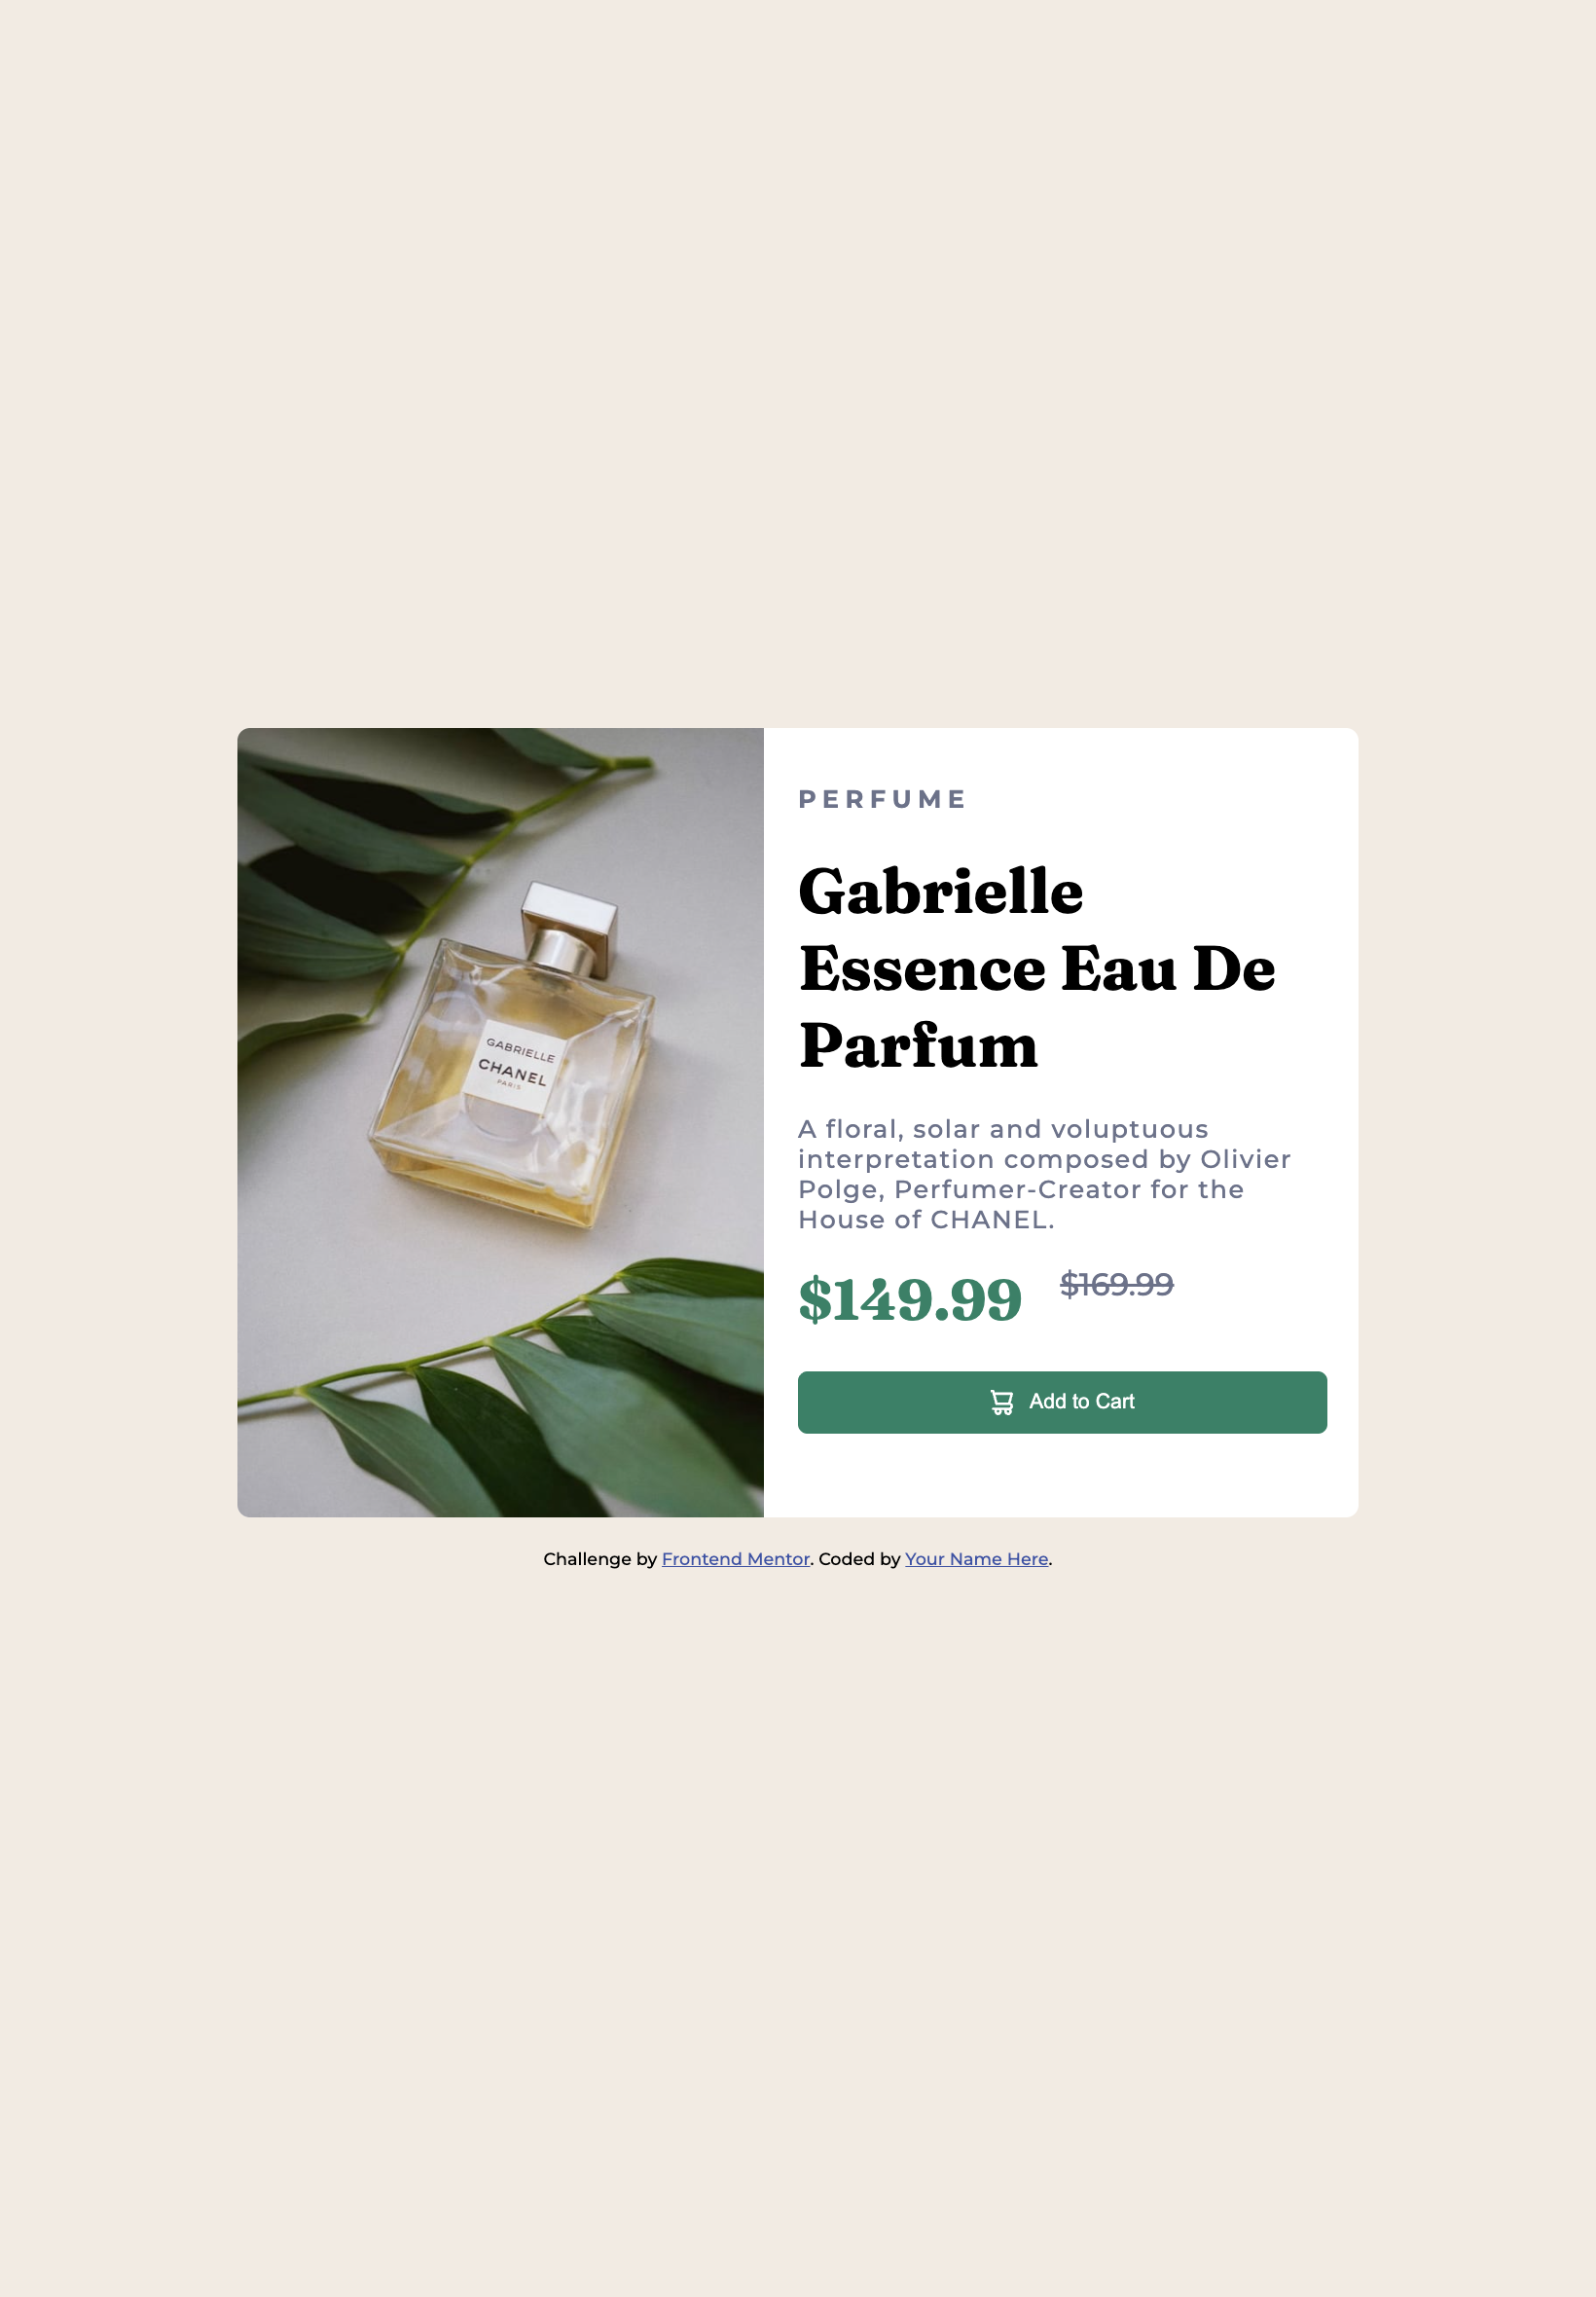 GABRIELLE
CHANEL
PARIS
PERFUME
Gabrielle
Essence Eau De
Parfum
A floral, solar and voluptuous
interpretation composed by Olivier
Polge, Perfumer-Creator for the
House of CHANEL.
$149.99 $169.99
Add to Cart
Challenge by Frontend Mentor. Coded by Your Name Here.